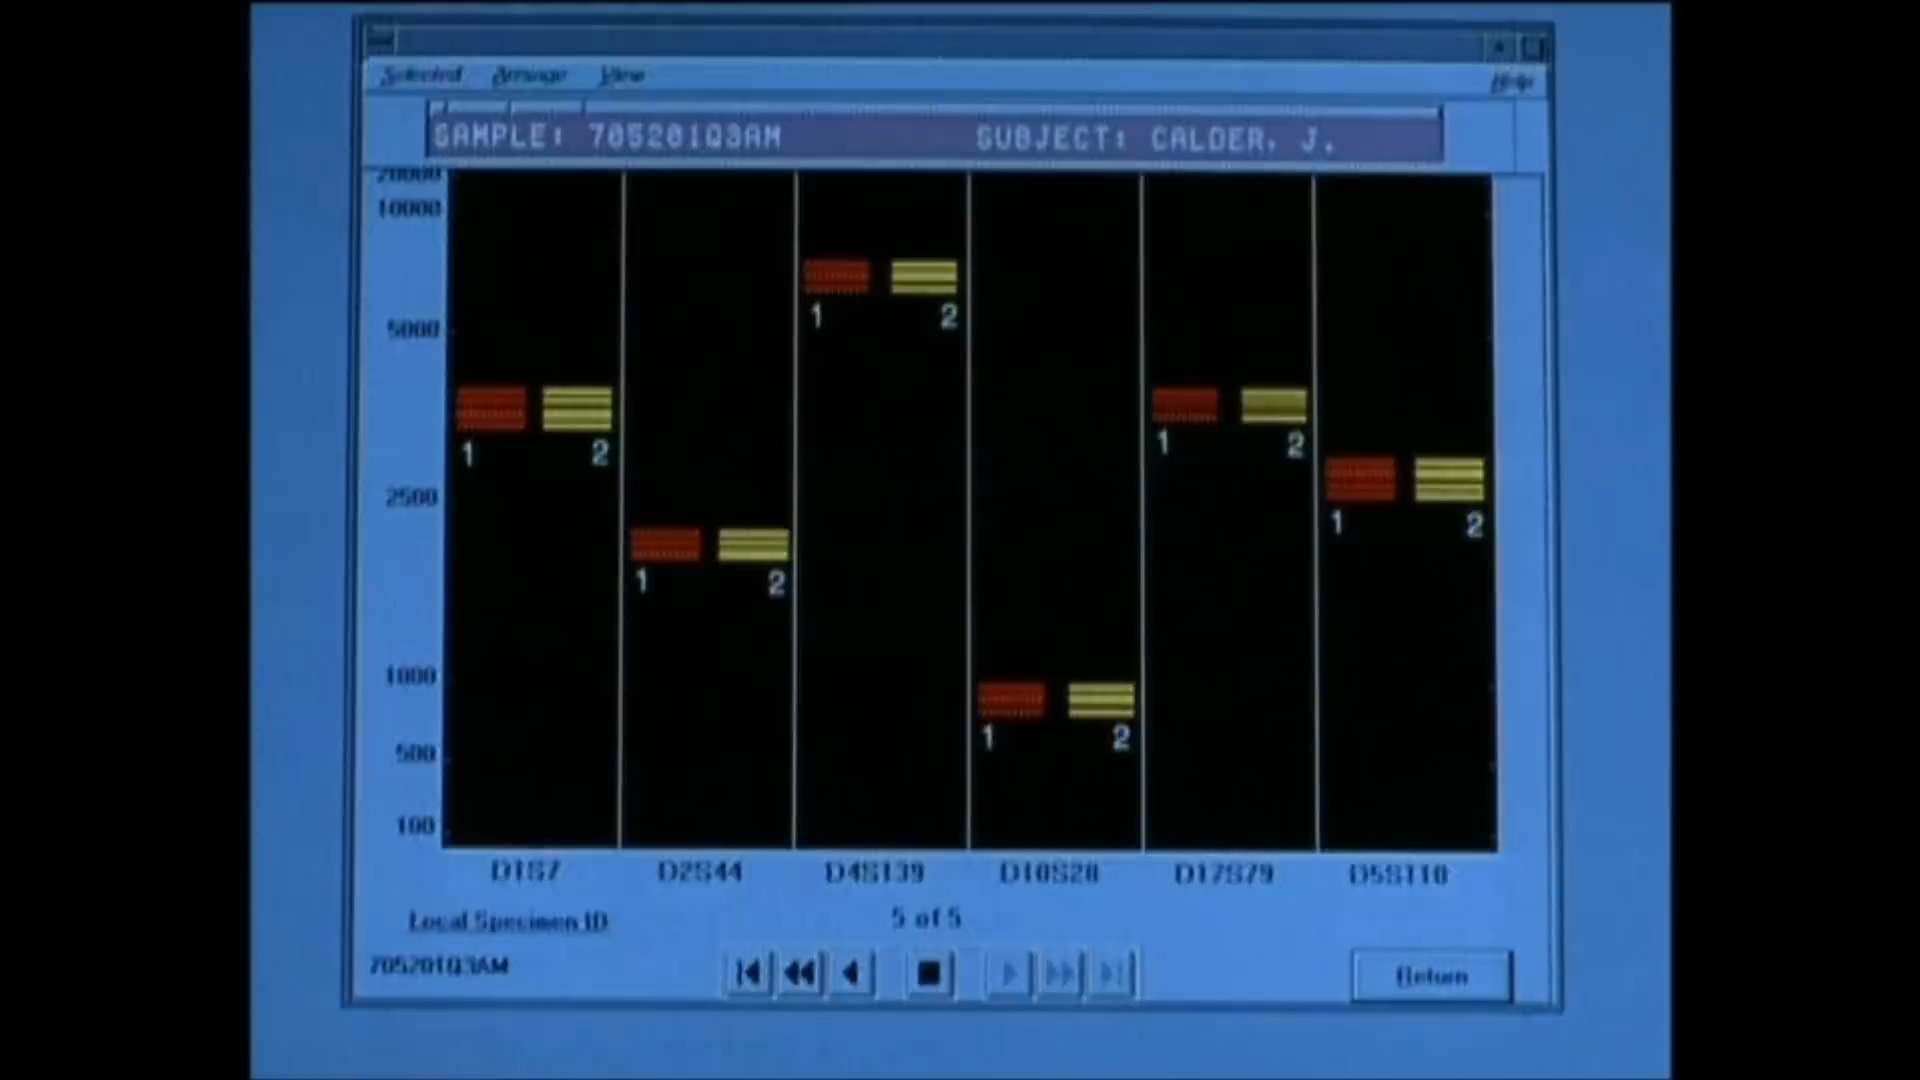 Selected Arrange View Help
SAMPLE: 705201Q3AM SUBJECT: CALDER, J.
20000
10000
5000
2500
1000
500
100
1 2
1 2
1 2
1 2
1 2
1 2
D1S7 D2S44 D4S139 D10S28 D17S79 D5S110
Local Specimen ID 5 of 5
705201Q3AM Return